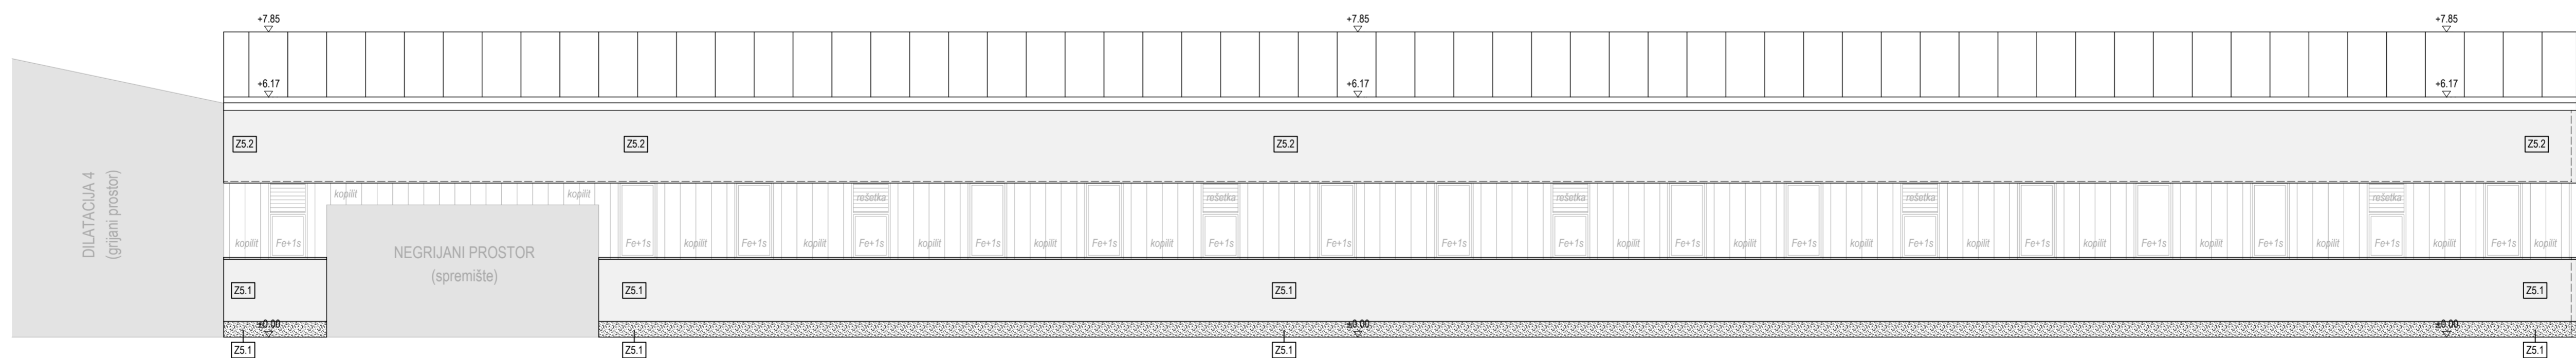 +7.85 +7.85 +7.85
+6.17 +6.17 +6.17
Z5.2 Z5.2 Z5.2 Z5.2
DILATACIJA 4
(grijani prostor)
kopilit kopilit rešetka rešetka rešetka rešetka rešetka
kopilit Fe+1s Fe+1s kopilit Fe+1s kopilit Fe+1s kopilit Fe+1s kopilit Fe+1s kopilit Fe+1s Fe+1s Fe+1s Fe+1s kopilit Fe+1s kopilit Fe+1s kopilit Fe+1s kopilit Fe+1s kopilit Fe+1s kopilit Fe+1s kopilit Fe+1s kopilit Fe+1s kopilit
NEGRIJANI PROSTOR
(spremište)
Z5.1 Z5.1 Z5.1 Z5.1
±0.00 ±0.00 ±0.00
Z5.1 Z5.1 Z5.1 Z5.1